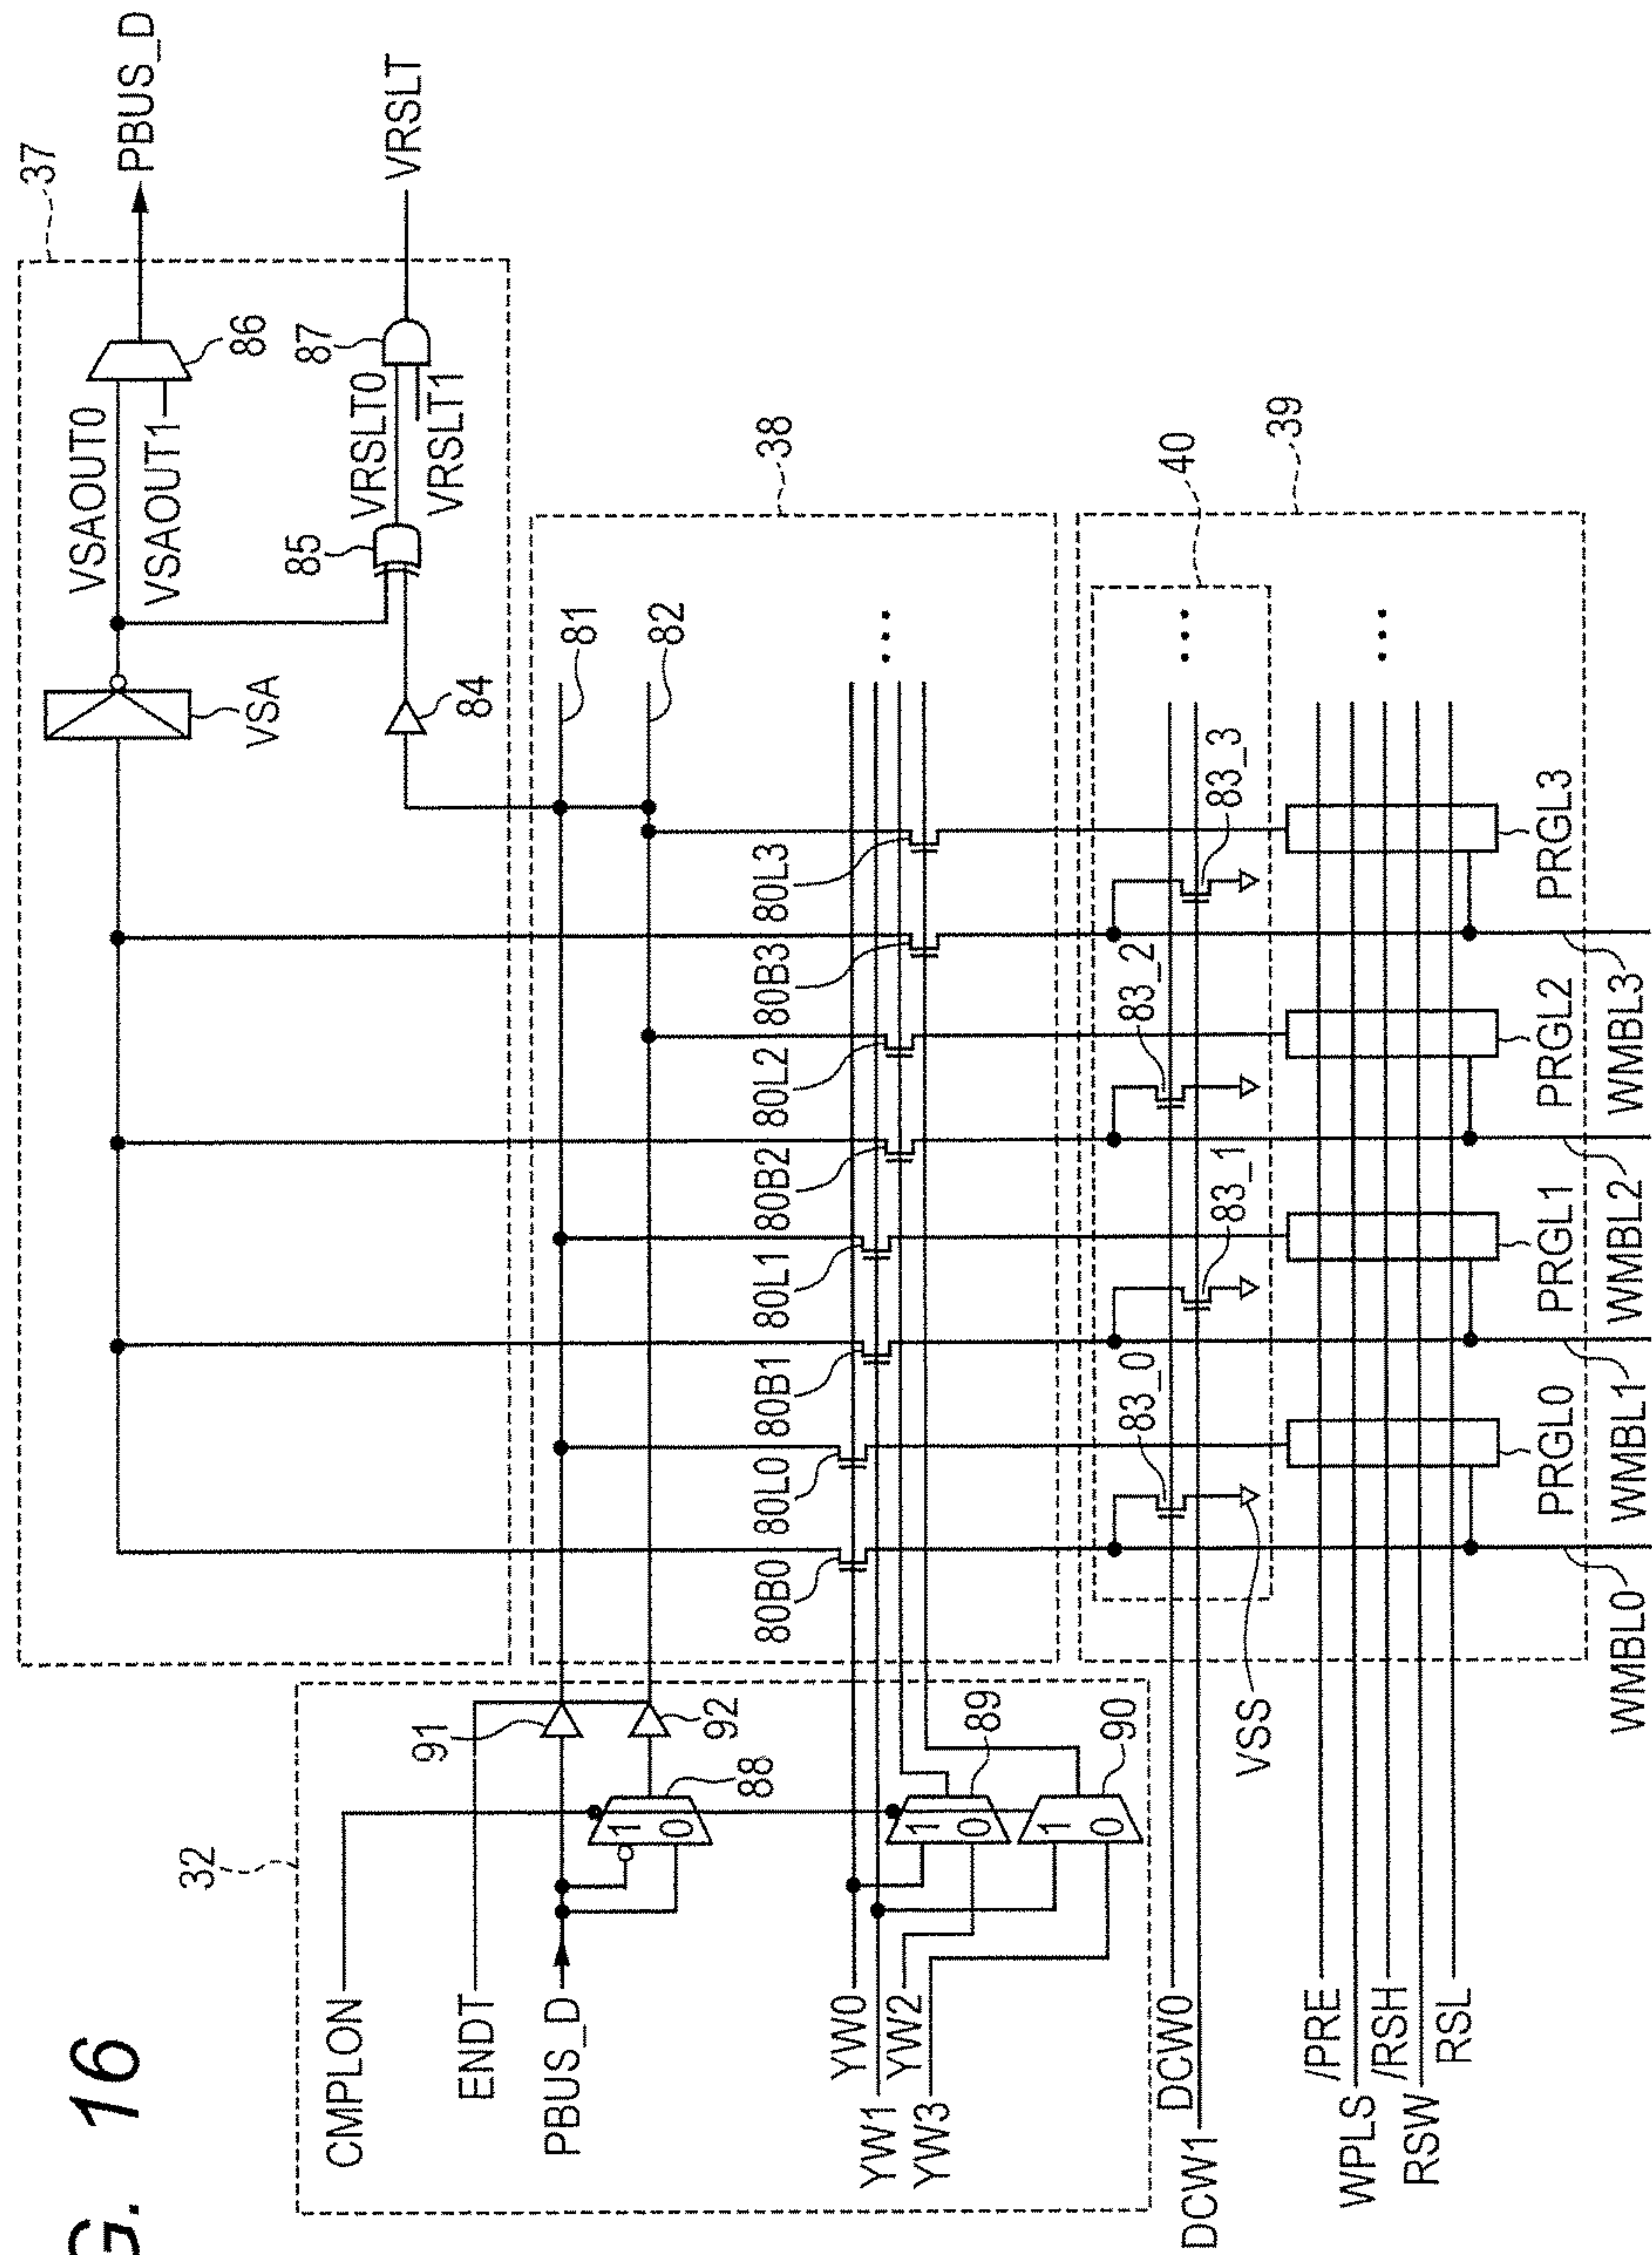 G. 16
37
PBUS_D
VRSLT
VSAOUT0
VSAOUT1
86
87
VRSLT0
VRSLT1
85
VSA
84
38
81
82
80B0
80L0
80B1
80L1
80B2
80L2
80B3
80L3
40
39
83_0
83_1
83_2
83_3
VSS
PRGL0
PRGL1
PRGL2
PRGL3
WMBL0
WMBL1
WMBL2
WMBL3
32
CMPLON
ENDT
PBUS_D
91
92
1
0
88
YW0
YW1
YW2
YW3
1
0
89
1
0
90
DCW0
DCW1
/PRE
WPLS
/RSH
RSW
RSL